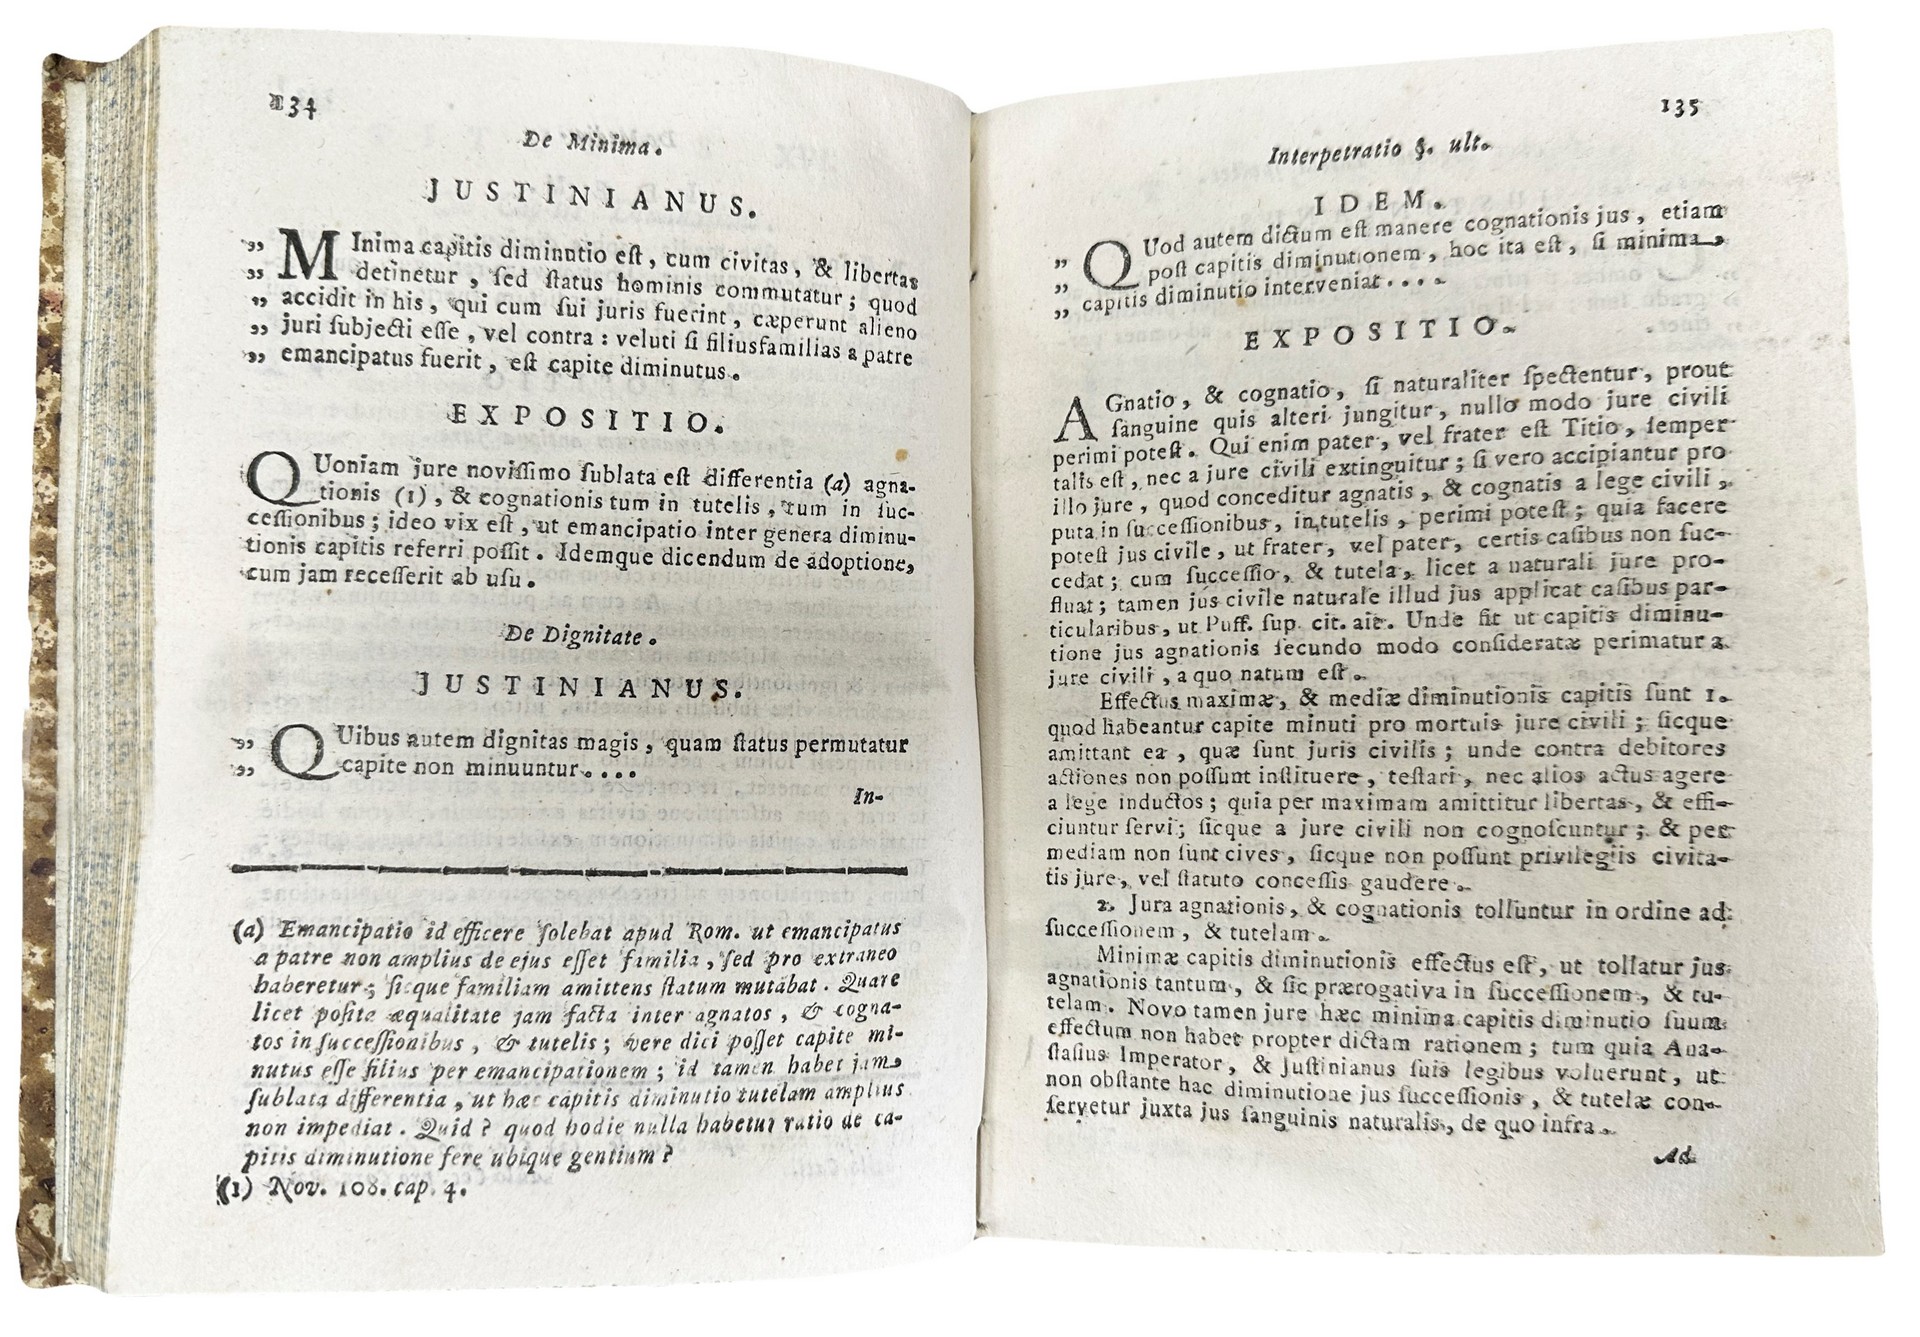 134
De Minima.
JUSTINIANUS.
„ MInima capitis diminutio est, cum civitas, & libertas
„ detinetur, sed status hominis commutatur; quod
„ accidit in his, qui cum sui juris fuerint, cæperunt alieno
„ juri subjecti esse, vel contra: veluti si filiusfamilias a patre
„ emancipatus fuerit, est capite diminutus.
EXPOSITIO.
QUoniam jure novissimo sublata est differentia (a) agna-
tionis (1), & cognationis tum in tutelis, tum in suc-
cessionibus; ideo vix est, ut emancipatio inter genera diminu-
tionis capitis referri possit. Idemque dicendum de adoptione,
cum jam recesserit ab usu.
De Dignitate.
JUSTINIANUS.
„ QUibus autem dignitas magis, quam status permutatur
„ capite non minuuntur....
In-
(a) Emancipatio id efficere solebat apud Rom. ut emancipatus
a patre non amplius de ejus esset familia, sed pro extraneo
haberetur; sicque familiam amittens statum mutabat. Quare
licet posita æqualitate jam facta inter agnatos, & cogna-
tos in successionibus, & tutelis; vere dici posset capite mi-
nutus esse filius per emancipationem; id tamen habet jam
sublata differentia, ut hæc capitis diminutio tutelam amplius
non impediat. Quid? quod hodie nulla habetur ratio de ca-
pitis diminutione fere ubique gentium?
(1) Nov. 108. cap. 4.
135
Interpetratio §. ult.
IDEM.
„ QUod autem dictum est manere cognationis jus, etiam
„ post capitis diminutionem, hoc ita est, si minima
„ capitis diminutio interveniat....
EXPOSITIO.
AGnatio, & cognatio, si naturaliter spectentur, prout
sanguine quis alteri jungitur, nullo modo jure civili
perimi potest. Qui enim pater, vel frater est Titio, semper
talis est, nec a jure civili extinguitur; si vero accipiantur pro
illo jure, quod conceditur agnatis, & cognatis a lege civili,
puta in successionibus, in tutelis, perimi potest; quia facere
potest jus civile, ut frater, vel pater, certis casibus non suc-
cedat; cum successio, & tutela, licet a naturali jure pro-
fluat; tamen jus civile naturale illud jus applicat casibus par-
ticularibus, ut Puff. sup. cit. ait. Unde fit ut capitis diminu-
tione jus agnationis secundo modo consideratæ perimatur a
jure civili, a quo natum est.
Effectus maximæ, & mediæ diminutionis capitis sunt 1.
quod habeantur capite minuti pro mortuis jure civili; sicque
amittant ea, quæ sunt juris civilis; unde contra debitores
actiones non possunt instituere, testari, nec alios actus agere
a lege inductos; quia per maximam amittitur libertas, & effi-
ciuntur servi; sicque a jure civili non cognoscuntur; & per
mediam non sunt cives, sicque non possunt privilegiis civita-
tis jure, vel statuto concessis gaudere.
2. Jura agnationis, & cognationis tolluntur in ordine ad
successionem, & tutelam.
Minimæ capitis diminutionis effectus est, ut tollatur jus
agnationis tantum, & sic prærogativa in successionem, & tu-
telam. Novo tamen jure hæc minima capitis diminutio suum
effectum non habet propter dictam rationem; tum quia Ana-
stasius Imperator, & Justinianus suis legibus voluerunt, ut
non obstante hac diminutione jus successionis, & tutelæ con-
servetur juxta jus sanguinis naturalis, de quo infra.
Ad